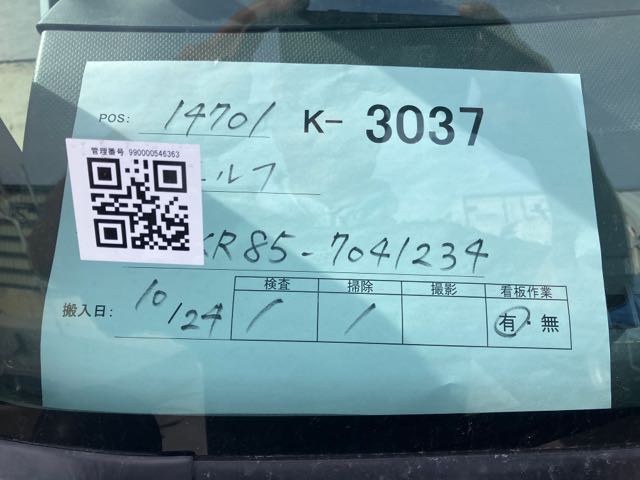 POS: 14701 K- 3037
管理番号 990000546363
ルフ
KR85-7041234
検査 掃除 撮影 看板作業
搬入日: 10/24 / / 有・無